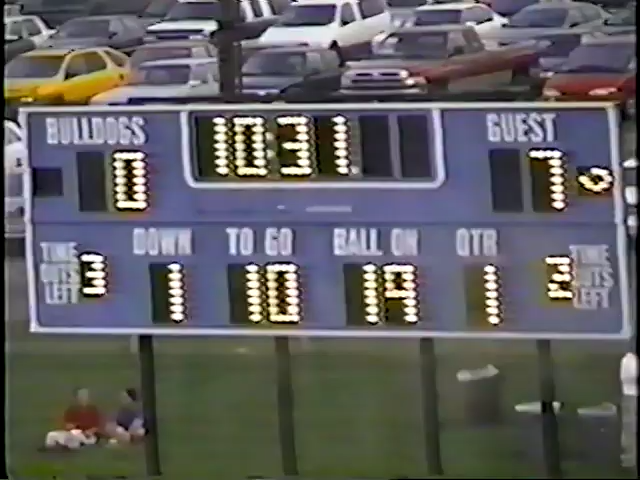 BULLDOGS 10:31 GUEST
0 7
DOWN TO GO BALL ON QTR
TIME OUTS LEFT 3 1 10 19 1 2 TIME OUTS LEFT